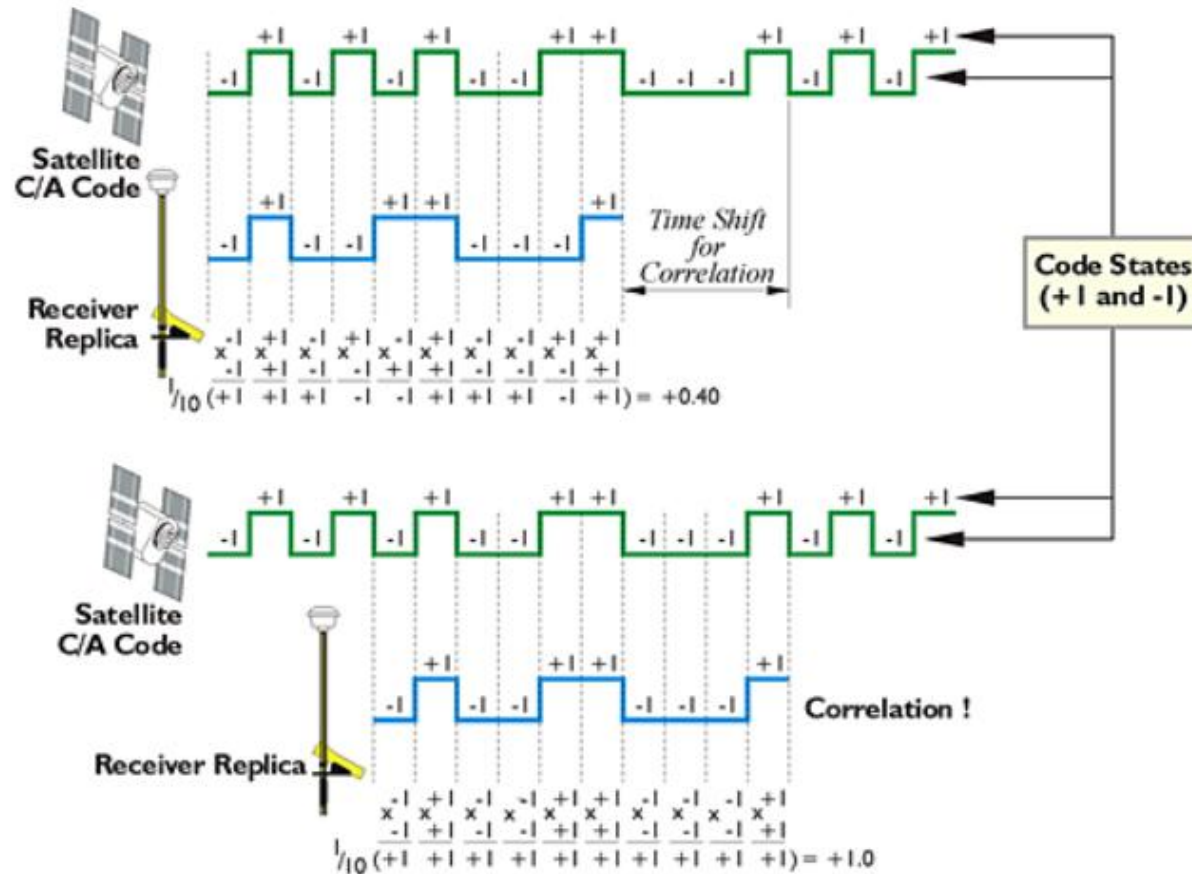 +1 +1 +1 +1 +1 +1 +1 +1
-1 -1 -1 -1 -1 -1 -1 -1 -1 -1
Satellite
C/A Code
+1 +1 +1 +1
-1 -1 -1 -1 -1 -1
Time Shift
for
Correlation
Code States
(+1 and -1)
Receiver
Replica
-1 +1 -1 +1 -1 +1 -1 -1 +1 +1
x x x x x x x x x x
-1 +1 -1 -1 +1 +1 -1 -1 -1 +1
1/10 (+1 +1 +1 -1 -1 +1 +1 +1 -1 +1) = +0.40
+1 +1 +1 +1 +1 +1 +1 +1
-1 -1 -1 -1 -1 -1 -1 -1 -1 -1
Satellite
C/A Code
+1 +1 +1 +1
-1 -1 -1 -1 -1 -1
Correlation !
Receiver Replica
-1 +1 -1 -1 +1 +1 -1 -1 -1 +1
x x x x x x x x x x
-1 +1 -1 -1 +1 +1 -1 -1 -1 +1
1/10 (+1 +1 +1 +1 +1 +1 +1 +1 +1 +1) = +1.0